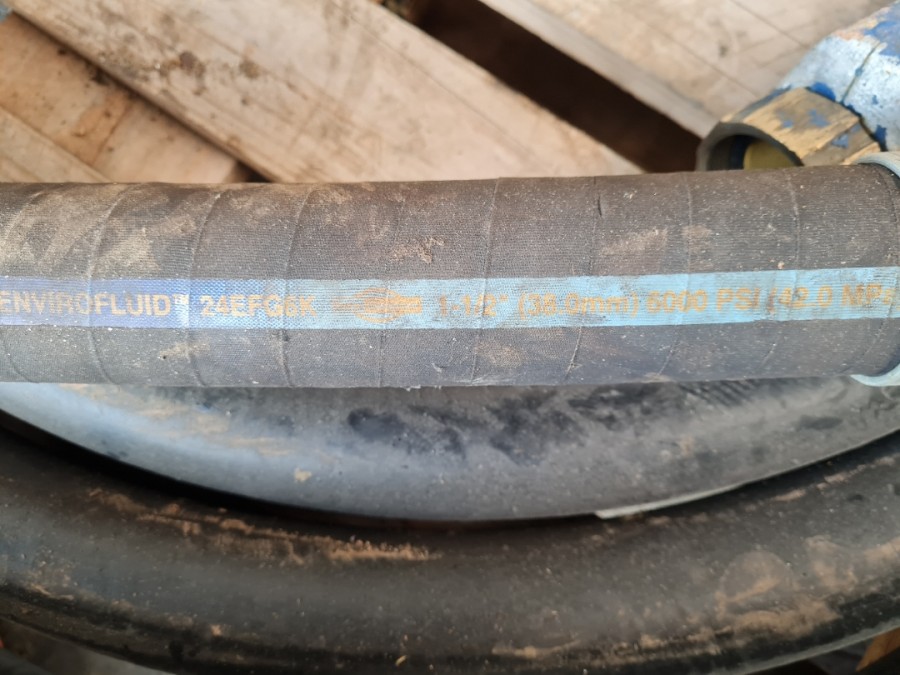 ENVIROFLUID™ 24EFG6K 1-1/2" (38.0mm) 6000 PSI (42.0 MPa